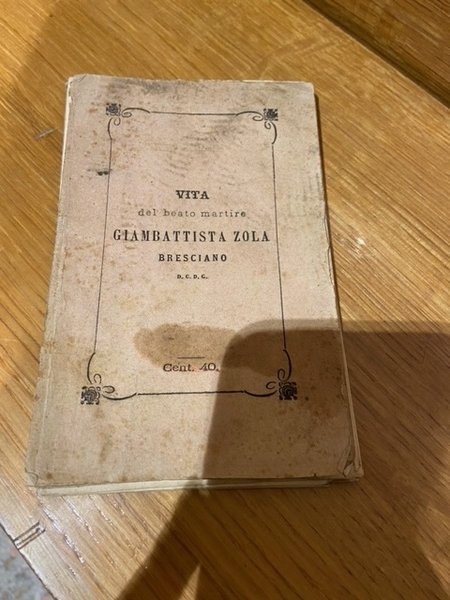 VITA
del beato martire
GIAMBATTISTA ZOLA
BRESCIANO
D. C. D. G.
Cent. 40.